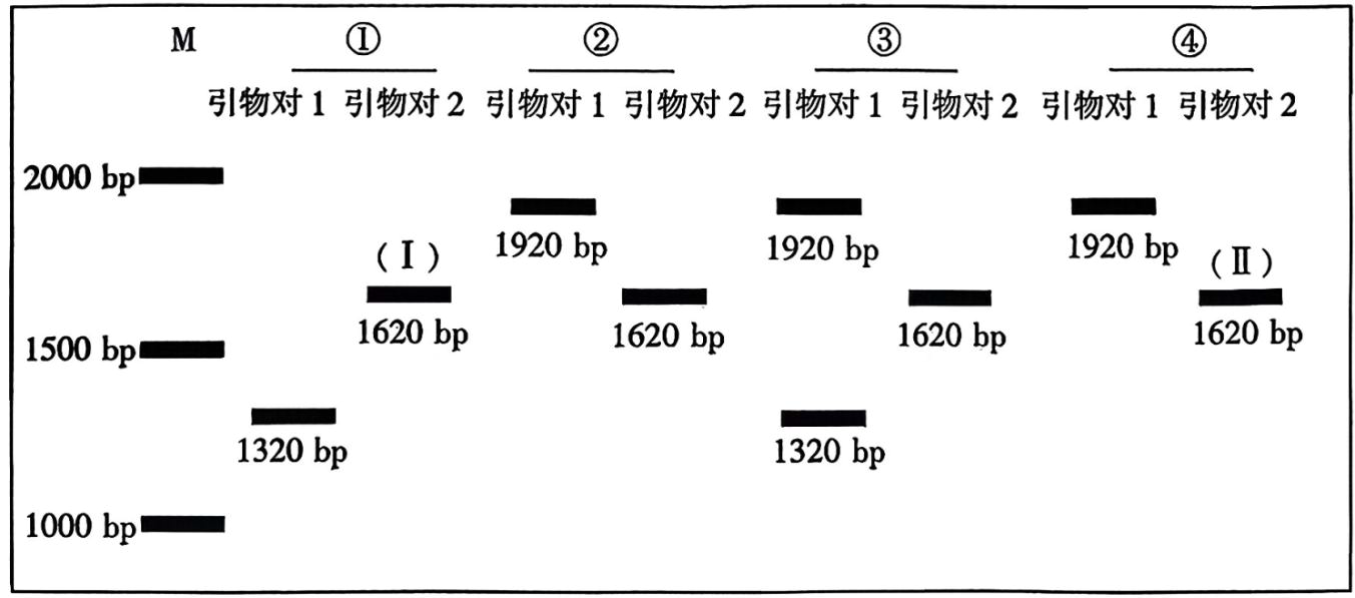 M ① ② ③ ④
引物对 1 引物对 2 引物对 1 引物对 2 引物对 1 引物对 2 引物对 1 引物对 2
2000 bp
1920 bp 1920 bp 1920 bp
(Ⅰ) (Ⅱ)
1620 bp 1620 bp 1620 bp 1620 bp
1500 bp
1320 bp 1320 bp
1000 bp